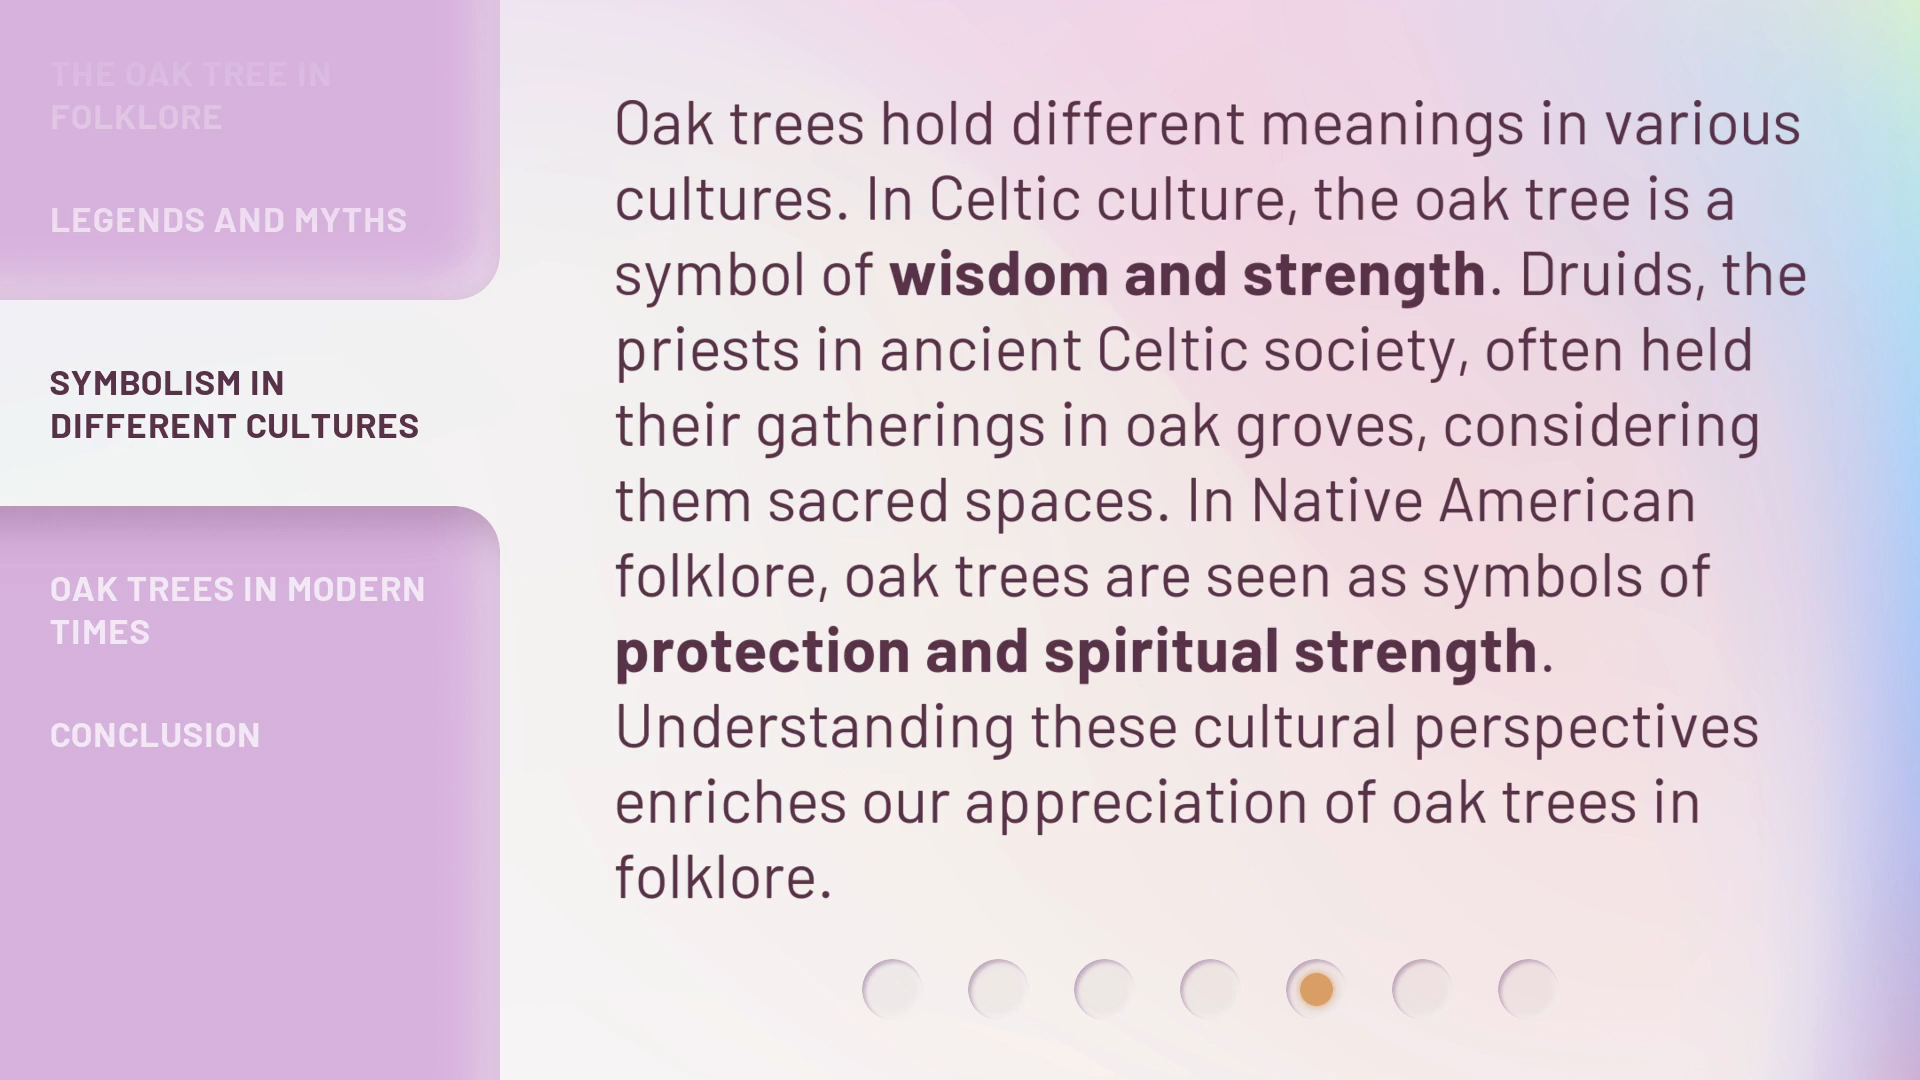 THE OAK TREE IN
FOLKLORE
LEGENDS AND MYTHS
SYMBOLISM IN
DIFFERENT CULTURES
OAK TREES IN MODERN
TIMES
CONCLUSION
Oak trees hold different meanings in various
cultures. In Celtic culture, the oak tree is a
symbol of wisdom and strength. Druids, the
priests in ancient Celtic society, often held
their gatherings in oak groves, considering
them sacred spaces. In Native American
folklore, oak trees are seen as symbols of
protection and spiritual strength.
Understanding these cultural perspectives
enriches our appreciation of oak trees in
folklore.